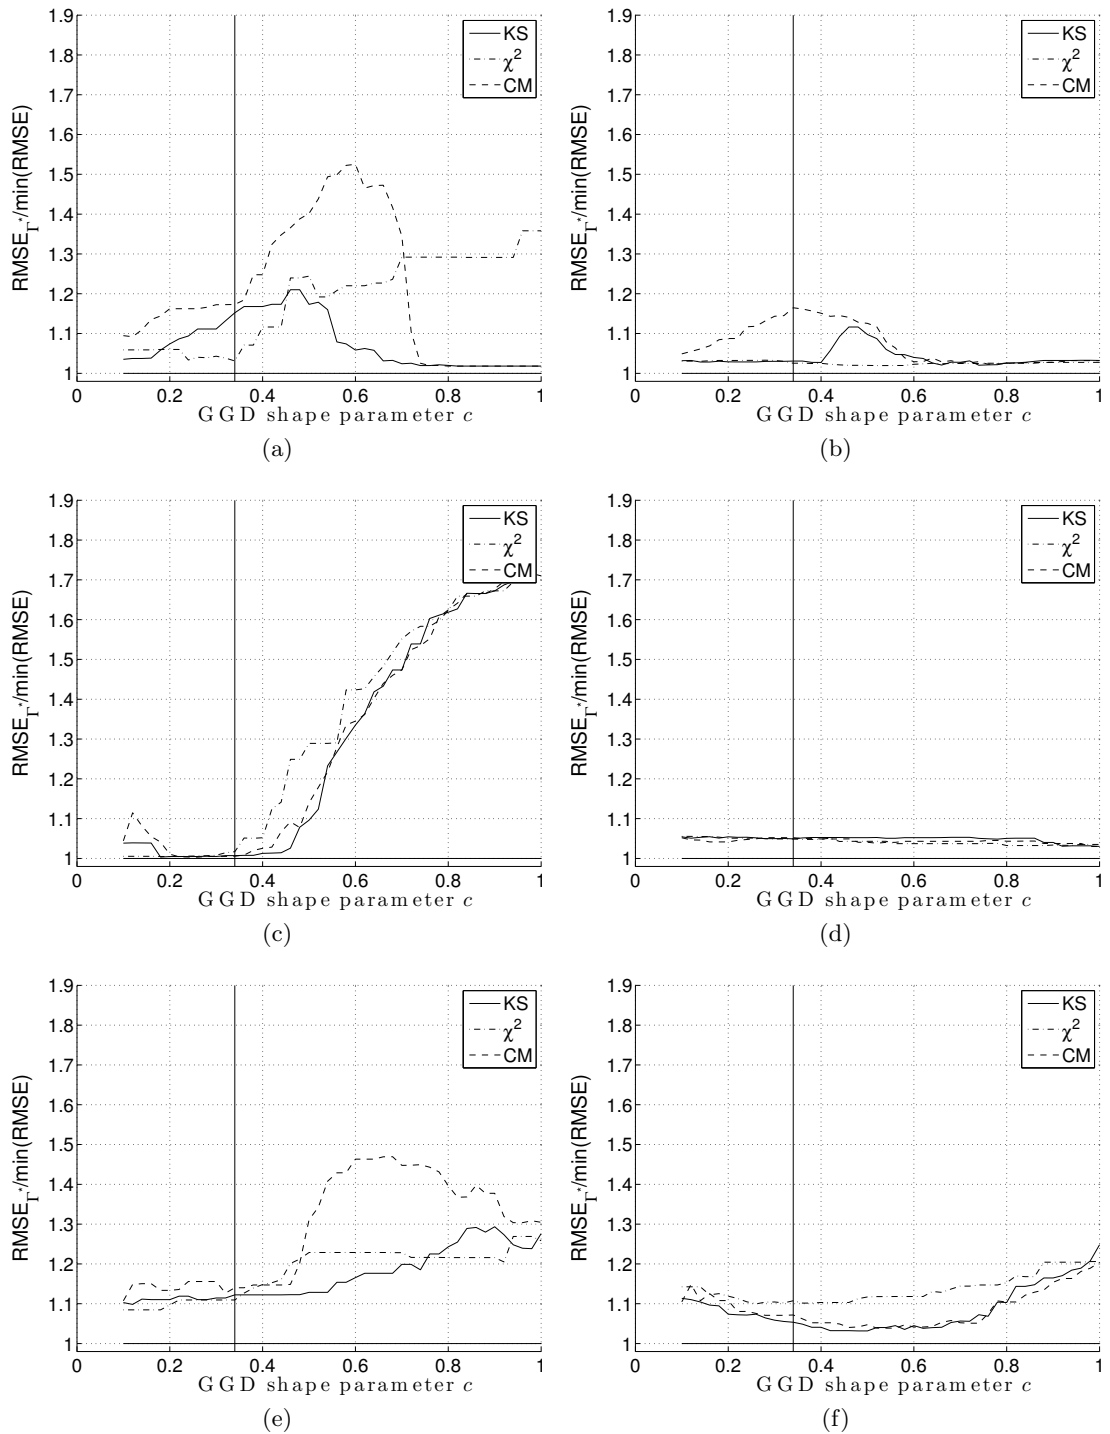 1.9
1.8
1.7
1.6
1.5
1.4
1.3
1.2
1.1
1
0 0.2 0.4 0.6 0.8 1
RMSE_Γ*/min(RMSE)
GGD shape parameter c
KS
χ²
CM
(a)
1.9
1.8
1.7
1.6
1.5
1.4
1.3
1.2
1.1
1
0 0.2 0.4 0.6 0.8 1
RMSE_Γ*/min(RMSE)
GGD shape parameter c
KS
χ²
CM
(b)
1.9
1.8
1.7
1.6
1.5
1.4
1.3
1.2
1.1
1
0 0.2 0.4 0.6 0.8 1
RMSE_Γ*/min(RMSE)
GGD shape parameter c
KS
χ²
CM
(c)
1.9
1.8
1.7
1.6
1.5
1.4
1.3
1.2
1.1
1
0 0.2 0.4 0.6 0.8 1
RMSE_Γ*/min(RMSE)
GGD shape parameter c
KS
χ²
CM
(d)
1.9
1.8
1.7
1.6
1.5
1.4
1.3
1.2
1.1
1
0 0.2 0.4 0.6 0.8 1
RMSE_Γ*/min(RMSE)
GGD shape parameter c
KS
χ²
CM
(e)
1.9
1.8
1.7
1.6
1.5
1.4
1.3
1.2
1.1
1
0 0.2 0.4 0.6 0.8 1
RMSE_Γ*/min(RMSE)
GGD shape parameter c
KS
χ²
CM
(f)